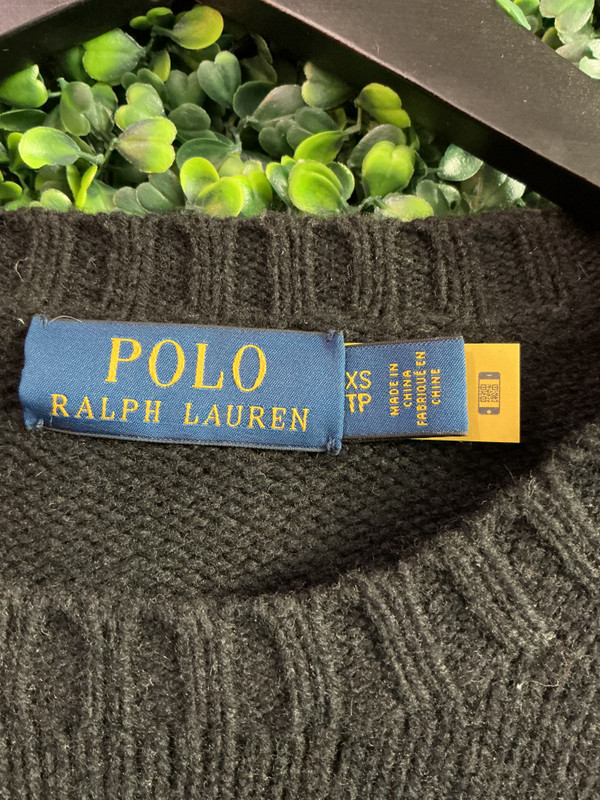 POLO
RALPH LAUREN
XS
TP
MADE IN
CHINA
FABRIQUÉ EN
CHINE